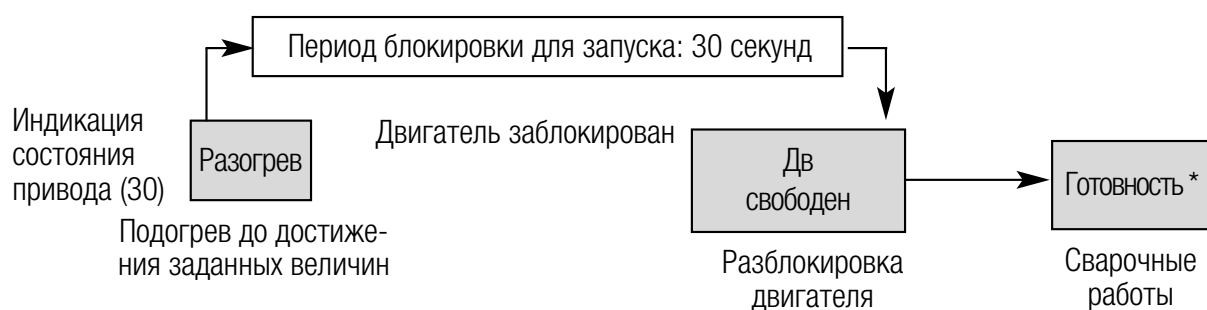 Период блокировки для запуска: 30 секунд
Индикация
состояния
привода (30)
Разогрев
Подогрев до достиже-
ния заданных величин
Двигатель заблокирован
Дв
свободен
Разблокировка
двигателя
Готовность *
Сварочные
работы